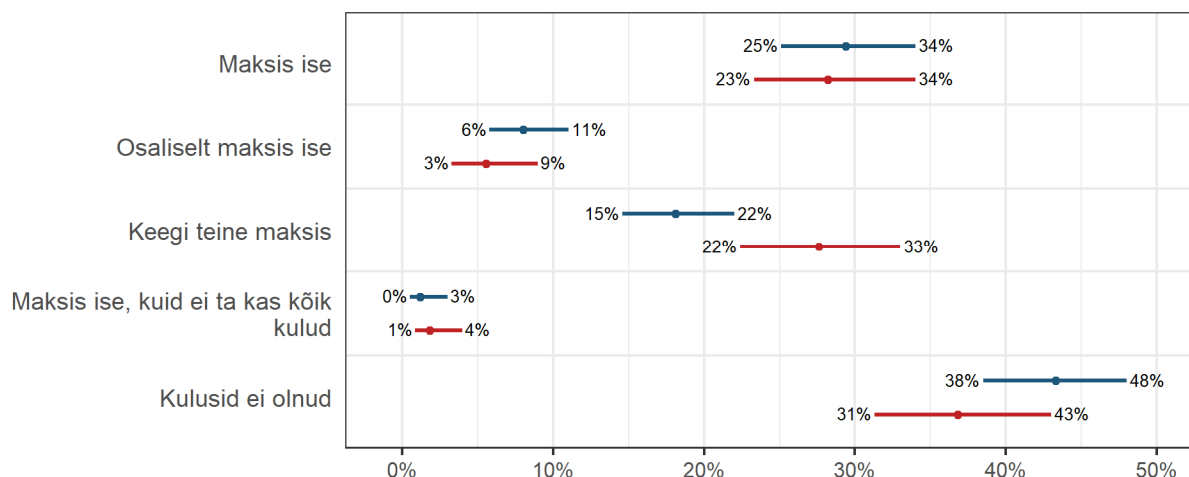 Maksis ise
25% 34%
23% 34%
Osaliselt maksis ise
6% 11%
3% 9%
Keegi teine maksis
15% 22%
22% 33%
Maksis ise, kuid ei ta kas kõik
kulud
0% 3%
1% 4%
Kulusid ei olnud
38% 48%
31% 43%
0% 10% 20% 30% 40% 50%